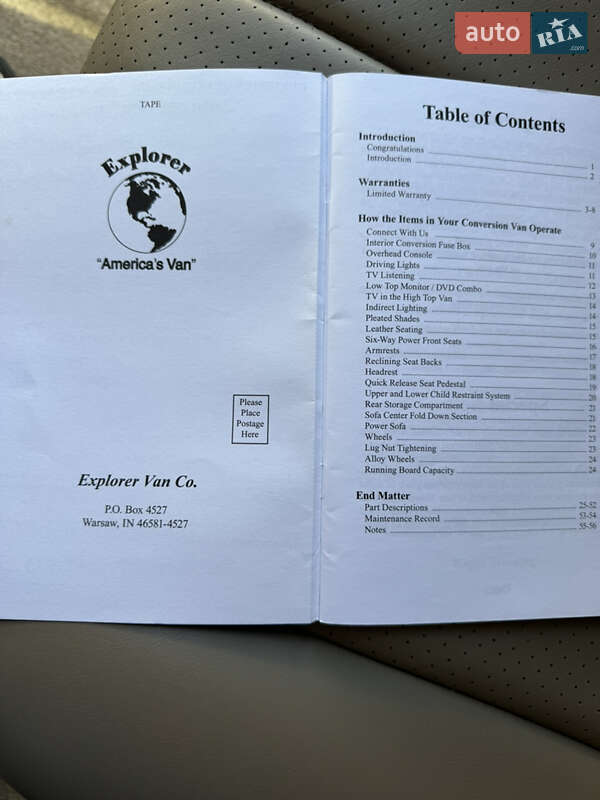 auto RIA.com
TAPE
Explorer
"America's Van"
Please
Place
Postage
Here
Explorer Van Co.
P.O. Box 4527
Warsaw, IN 46581-4527
Table of Contents
Introduction
Congratulations 1
Introduction 2
Warranties
Limited Warranty 3-8
How the Items in Your Conversion Van Operate
Connect With Us 9
Interior Conversion Fuse Box 10
Overhead Console 11
Driving Lights 11
TV Listening 12
Low Top Monitor / DVD Combo 13
TV in the High Top Van 14
Indirect Lighting 14
Pleated Shades 15
Leather Seating 15
Six-Way Power Front Seats 16
Armrests 17
Reclining Seat Backs 18
Headrest 18
Quick Release Seat Pedestal 19
Upper and Lower Child Restraint System 20
Rear Storage Compartment 21
Sofa Center Fold Down Section 21
Power Sofa 22
Wheels 23
Lug Nut Tightening 23
Alloy Wheels 24
Running Board Capacity 24
End Matter
Part Descriptions 25-52
Maintenance Record 53-54
Notes 55-56